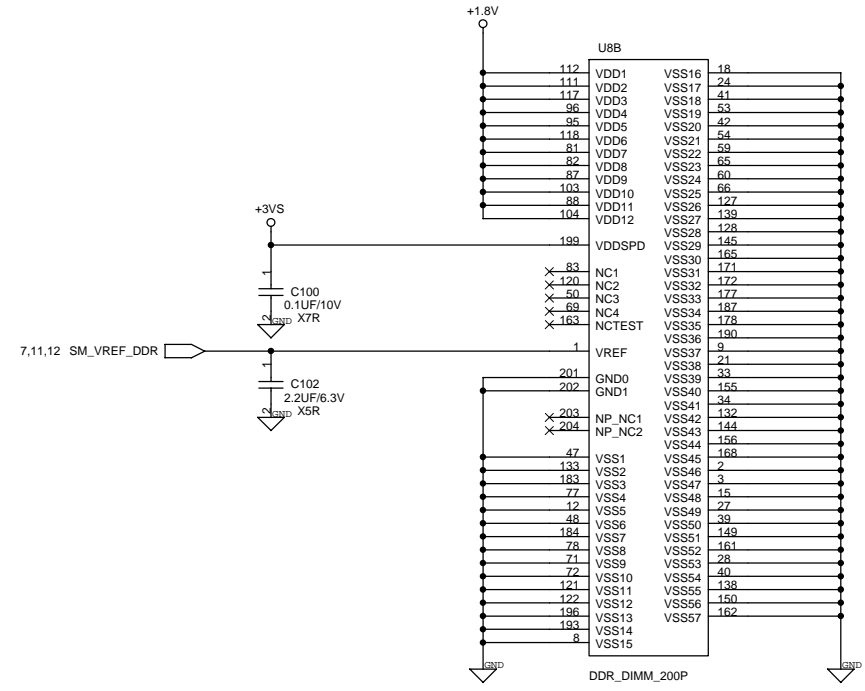 +1.8V
U8B
112 VDD1 VSS16 18
111 VDD2 VSS17 24
117 VDD3 VSS18 41
96 VDD4 VSS19 53
95 VDD5 VSS20 42
118 VDD6 VSS21 54
81 VDD7 VSS22 59
82 VDD8 VSS23 65
87 VDD9 VSS24 60
103 VDD10 VSS25 66
88 VDD11 VSS26 127
104 VDD12 VSS27 139
VSS28 128
+3VS
199 VDDSPD VSS29 145
VSS30 165
83 NC1 VSS31 171
120 NC2 VSS32 172
50 NC3 VSS33 177
69 NC4 VSS34 187
163 NCTEST VSS35 178
1
C100
0.1UF/10V
X7R
2 GND
VSS36 190
7,11,12 SM_VREF_DDR
1 VREF VSS37 9
VSS38 21
201 GND0 VSS39 33
202 GND1 VSS40 155
VSS41 34
1
C102
2.2UF/6.3V
X5R
2 GND
203 NP_NC1 VSS42 132
204 NP_NC2 VSS43 144
VSS44 156
47 VSS1 VSS45 168
133 VSS2 VSS46 2
183 VSS3 VSS47 3
77 VSS4 VSS48 15
12 VSS5 VSS49 27
48 VSS6 VSS50 39
184 VSS7 VSS51 149
78 VSS8 VSS52 161
71 VSS9 VSS53 28
72 VSS10 VSS54 40
121 VSS11 VSS55 138
122 VSS12 VSS56 150
196 VSS13 VSS57 162
193 VSS14
8 VSS15
GND
GND
DDR_DIMM_200P